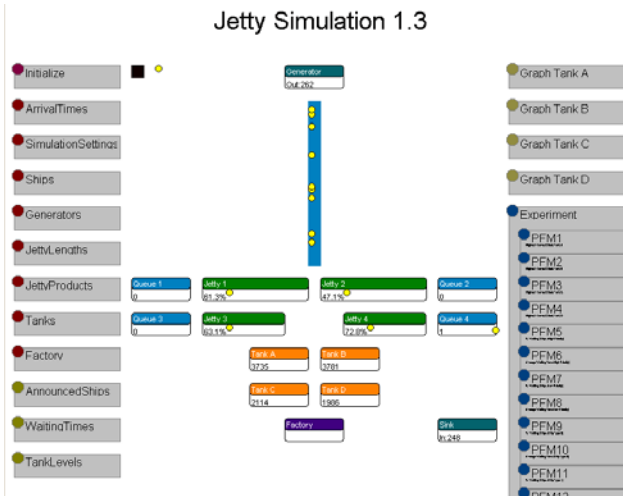 Jetty Simulation 1.3
Initialize
Generator
Out:262
Graph Tank A
ArrivalTimes
Graph Tank B
SimulationSettings
Graph Tank C
Ships
Graph Tank D
Generators
Experiment
PFM1
JettyLengths
PFM2
JettyProducts
Queue 1
0
Jetty 1
61.3%
Jetty 2
47.1%
Queue 2
0
PFM3
PFM4
Tanks
Queue 3
0
Jetty 3
63.1%
Jetty 4
72.8%
Queue 4
1
PFM5
Factory
Tank A
3735
Tank B
3781
PFM6
PFM7
AnnouncedShips
Tank C
2114
Tank D
1986
PFM8
WaitingTimes
Factory
Sink
In:248
PFM9
PFM10
TankLevels
PFM11